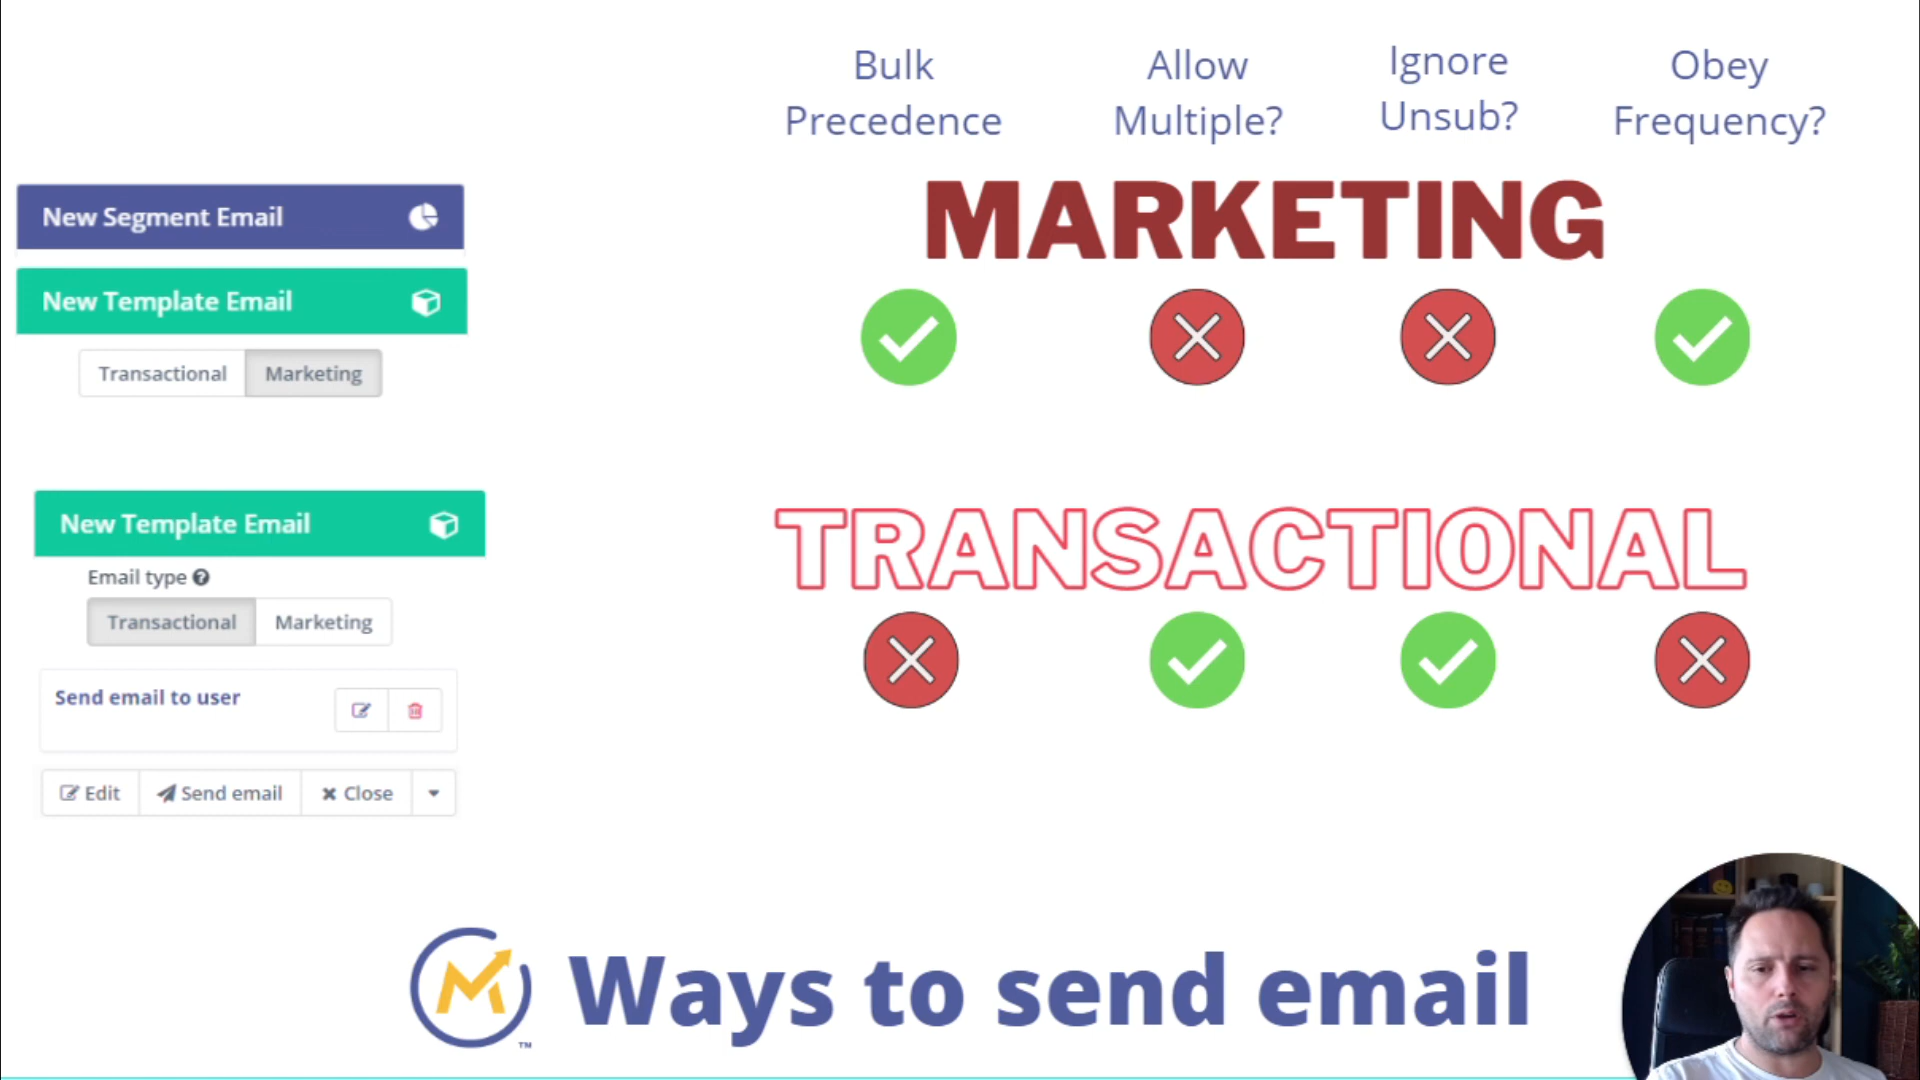 Bulk
Precedence
Allow
Multiple?
Ignore
Unsub?
Obey
Frequency?
New Segment Email
MARKETING
New Template Email
Transactional
Marketing
New Template Email
TRANSACTIONAL
Email type
Transactional
Marketing
Send email to user
Edit
Send email
Close
Ways to send email
TM